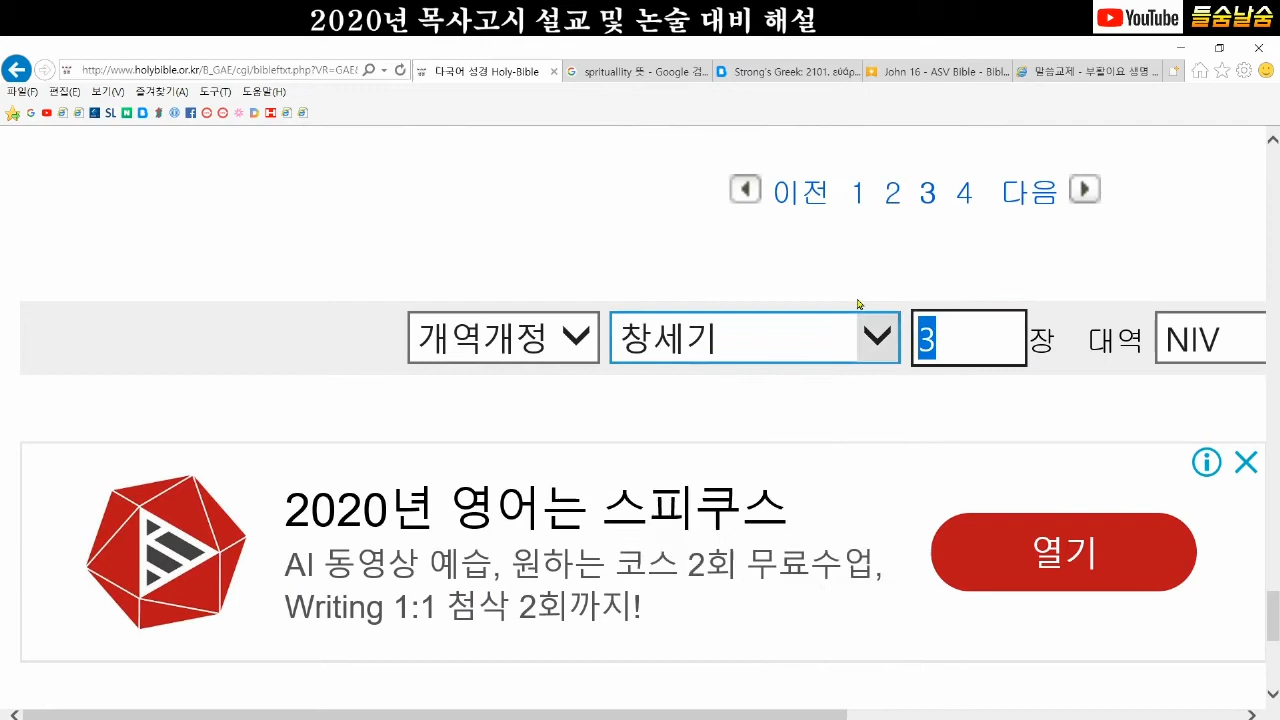 2020년 목사고시 설교 및 논술 대비 해설
YouTube 들숨날숨
http://www.holybible.or.kr/B_GAE/cgi/bibleftxt.php?VR=GAE(
다국어 성경 Holy-Bible
sprituallity 뜻 - Google 검...
Strong's Greek: 2101.
John 16 - ASV Bible - Bibl...
말씀교제 - 부활이요 생명 ...
파일(F) 편집(E) 보기(V) 즐겨찾기(A) 도구(T) 도움말(H)
이전 1 2 3 4 다음
개역개정 창세기 3 장 대역 NIV
2020년 영어는 스피쿠스
AI 동영상 예습, 원하는 코스 2회 무료수업,
Writing 1:1 첨삭 2회까지!
열기